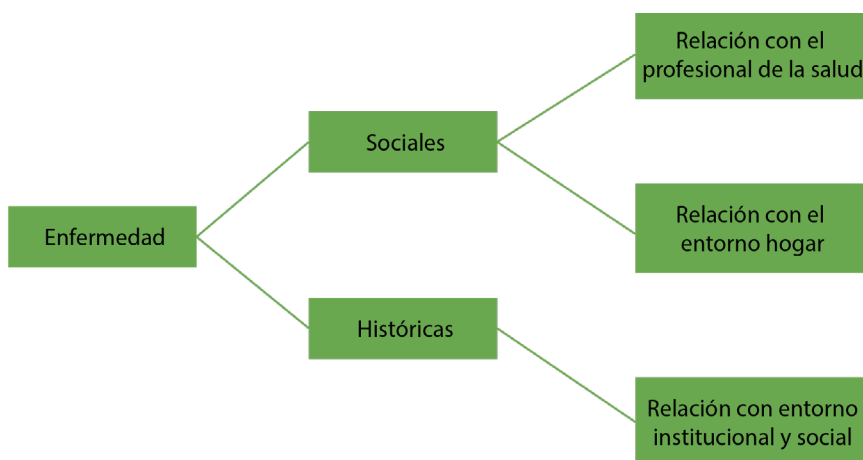 Enfermedad
Sociales
Históricas
Relación con el
profesional de la salud
Relación con el
entorno hogar
Relación con entorno
institucional y social